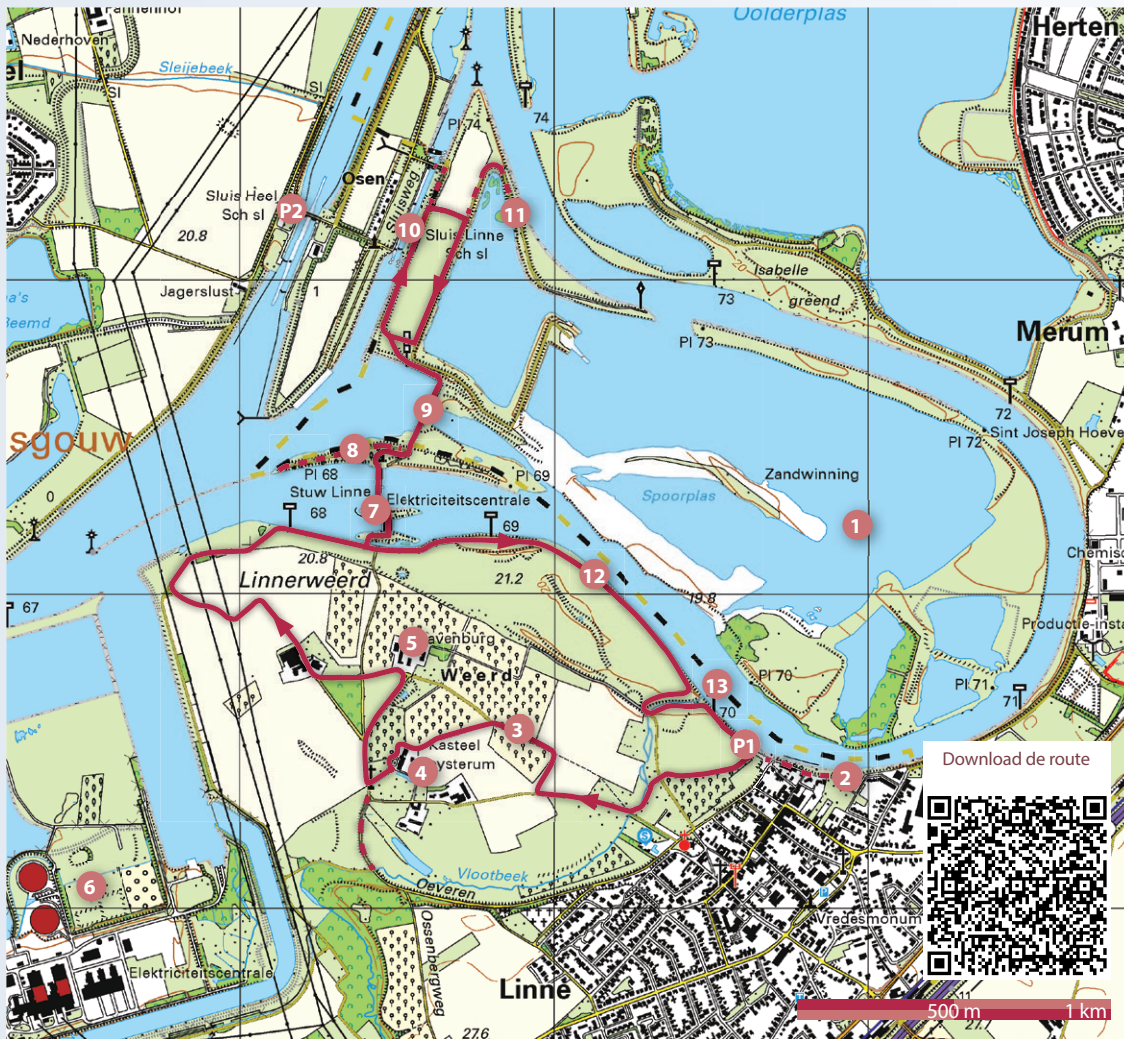 Pannenhof
Oolderplas
Herten
Nederhoven
Sleijebeek
Sl
Sl
Pl 74
74
Osen
Sluisweg
Sluis Heel
Sch sl
P2
20.8
10
11
Sluis Linne
Sch sl
Isabelle
greend
73
Jagerslust
1
Beemd
Merum
Pl 73
72
Pl 72
Sint Joseph Hoeve
9
sgouw
8
Zandwinning
0
Pl 68
Pl 69
Spoorplas
Stuw Linne
7
Elektriciteitscentrale
68
69
1
20.8
Linnerweerd
21.2
12
19.8
Chemisc
67
Productie-insta
5
avenburg
Weerd
13
70
Pl 70
Pl 71
71
3
Kasteel
ysterum
4
P1
2
Download de route
S
Vlootbeek
Oeveren
6
Ossenbergweg
P
Vredesmonum
Elektriciteitscentrale
Linne
27.6
500 m
1 km